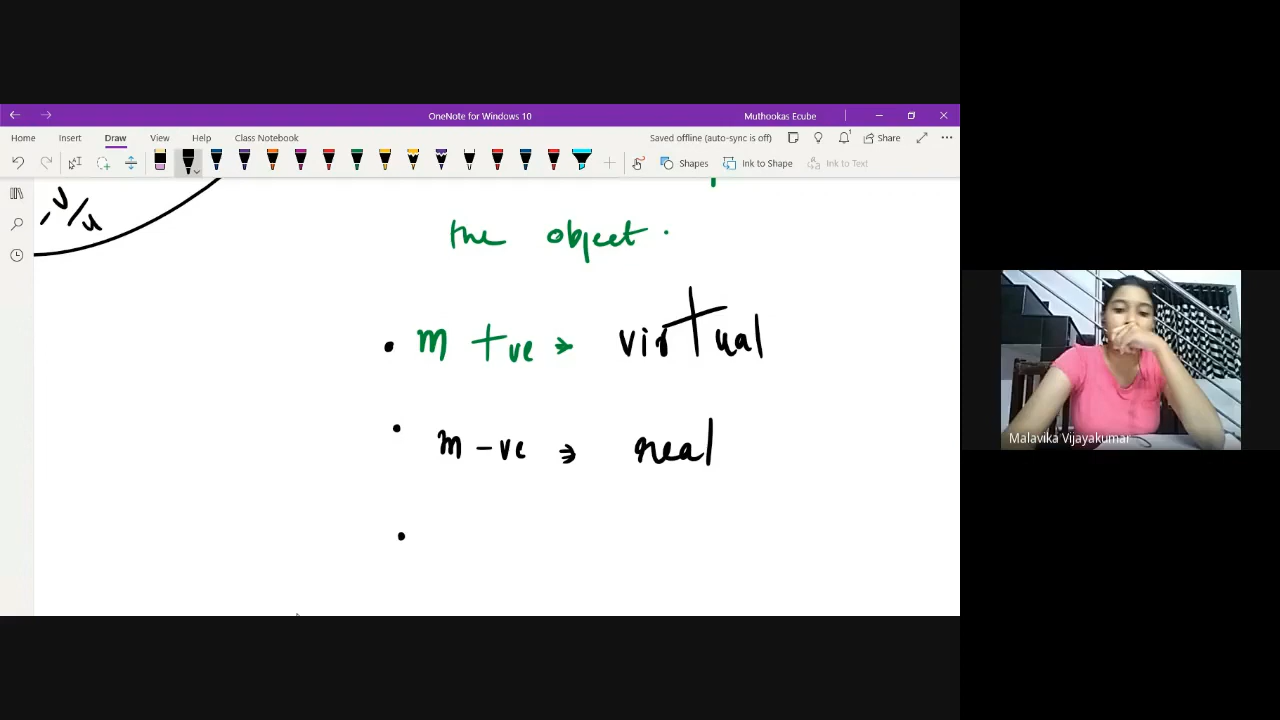 OneNote for Windows 10
Muthookas Ecube
Home Insert Draw View Help Class Notebook
Saved offline (auto-sync is off)
Share
Shapes
Ink to Shape
Ink to Text
v/u
the object.
• m +ve ⇒ virtual
• m -ve ⇒ real
•
Malavika Vijayakumar